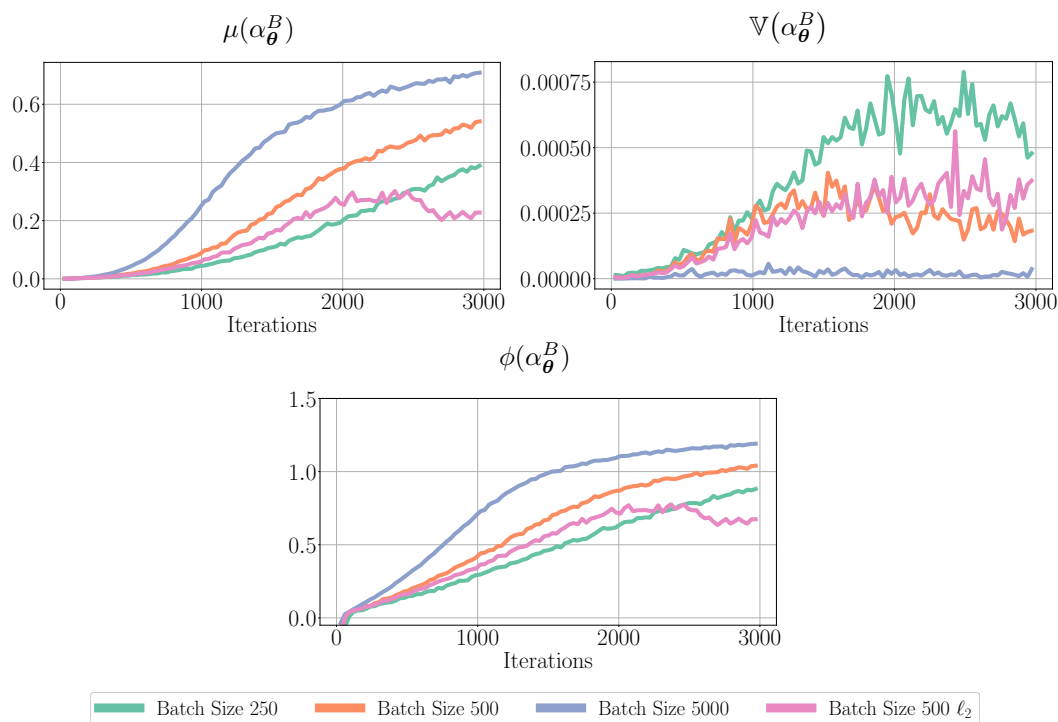 μ(α_θ^B)
0.6
0.4
0.2
0.0
1000 2000 3000
Iterations
𝕍(α_θ^B)
0.00075
0.00050
0.00025
0.00000
0 1000 2000 3000
Iterations
ϕ(α_θ^B)
1.5
1.0
0.5
0.0
0 1000 2000 3000
Iterations
Batch Size 250 Batch Size 500 Batch Size 5000 Batch Size 500 ℓ₂